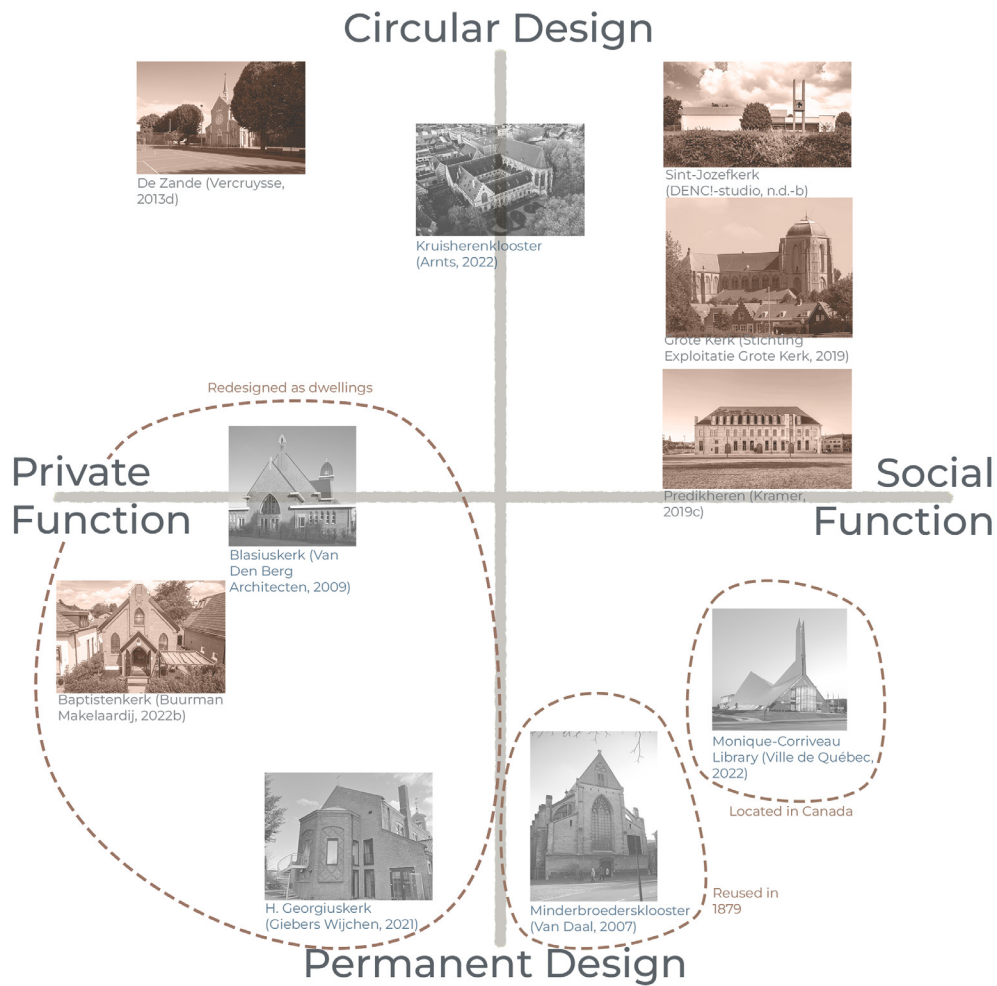 Circular Design
De Zande (Vercruysse,
2013d)
Kruisherenklooster
(Arnts, 2022)
Sint-Jozefkerk
(DENC!-studio, n.d.-b)
Grote Kerk (Stichting
Exploitatie Grote Kerk, 2019)
Redesigned as dwellings
Private
Function
Social
Function
Predikheren (Kramer,
2019c)
Blasiuskerk (Van
Den Berg
Architecten, 2009)
Baptistenkerk (Buurman
Makelaardij, 2022b)
Monique-Corriveau
Library (Ville de Québec,
2022)
Located in Canada
H. Georgiuskerk
(Giebers Wijchen, 2021)
Minderbroedersklooster
(Van Daal, 2007)
Reused in
1879
Permanent Design